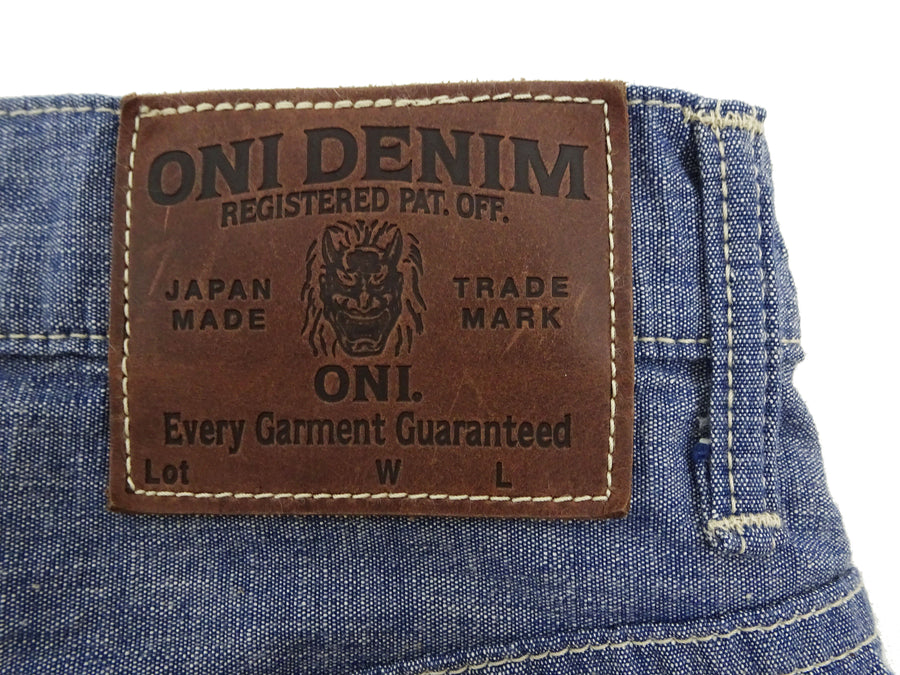 ONI DENIM
REGISTERED PAT. OFF.
JAPAN MADE
TRADE MARK
ONI.
Every Garment Guaranteed
Lot W L